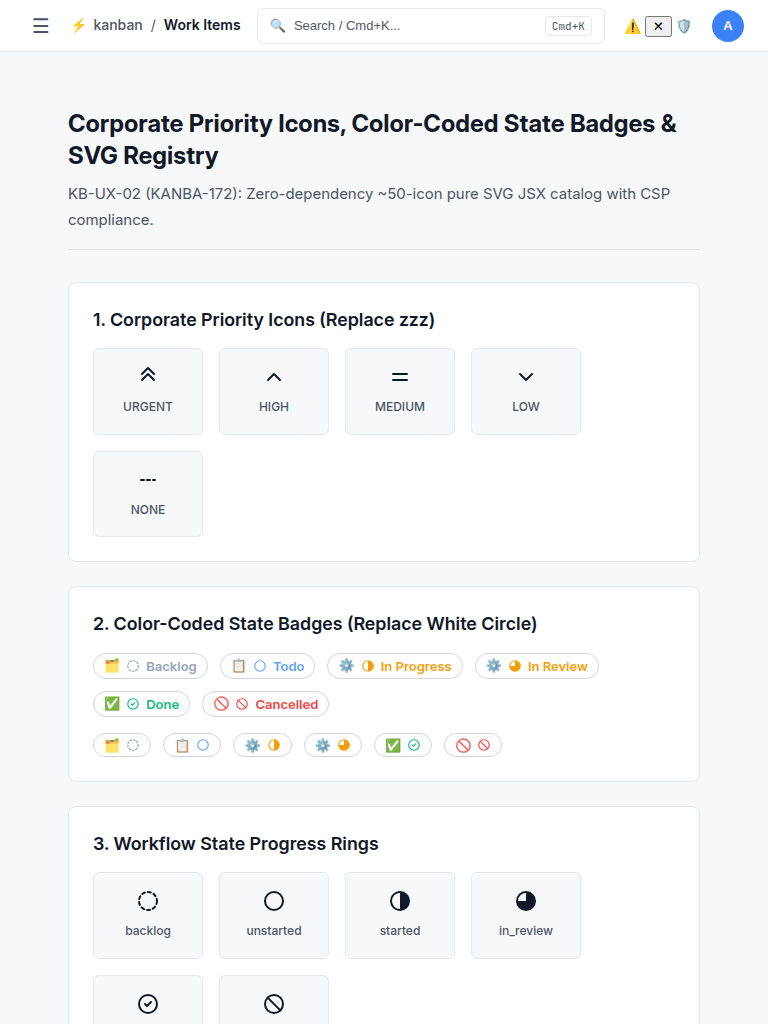 kanban / Work Items
Search / Cmd+K...
Cmd+K
A
Corporate Priority Icons, Color-Coded State Badges &
SVG Registry
KB-UX-02 (KANBA-172): Zero-dependency ~50-icon pure SVG JSX catalog with CSP
compliance.
1. Corporate Priority Icons (Replace zzz)
URGENT
HIGH
MEDIUM
LOW
NONE
2. Color-Coded State Badges (Replace White Circle)
Backlog
Todo
In Progress
In Review
Done
Cancelled
3. Workflow State Progress Rings
backlog
unstarted
started
in_review